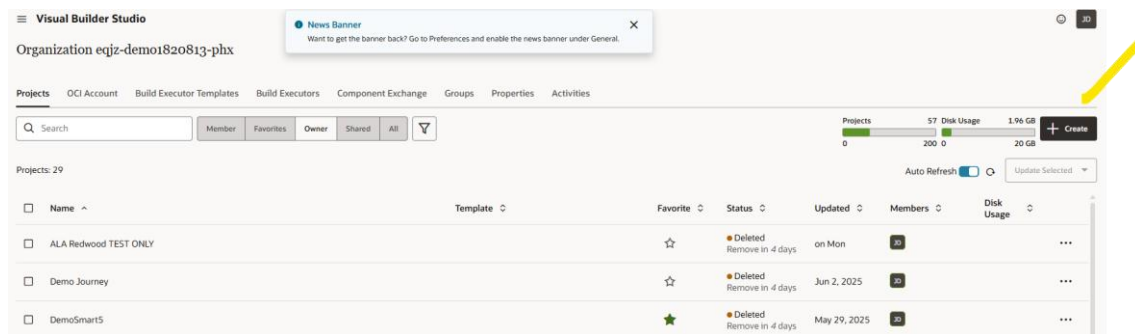 Visual Builder Studio
JD
News Banner
Want to get the banner back? Go to Preferences and enable the news banner under General.
Organization eqjz-demo1820813-phx
Projects OCI Account Build Executor Templates Build Executors Component Exchange Groups Properties Activities
Search Member Favorites Owner Shared All
Projects 57 Disk Usage 1.96 GB
0 200 0 20 GB
+ Create
Projects: 29
Auto Refresh Update Selected
Name Template Favorite Status Updated Members Disk Usage
ALA Redwood TEST ONLY Deleted on Mon JD
Remove in 4 days
Demo Journey Deleted Jun 2, 2025 JD
Remove in 4 days
DemoSmart5 Deleted May 29, 2025 JD
Remove in 4 days